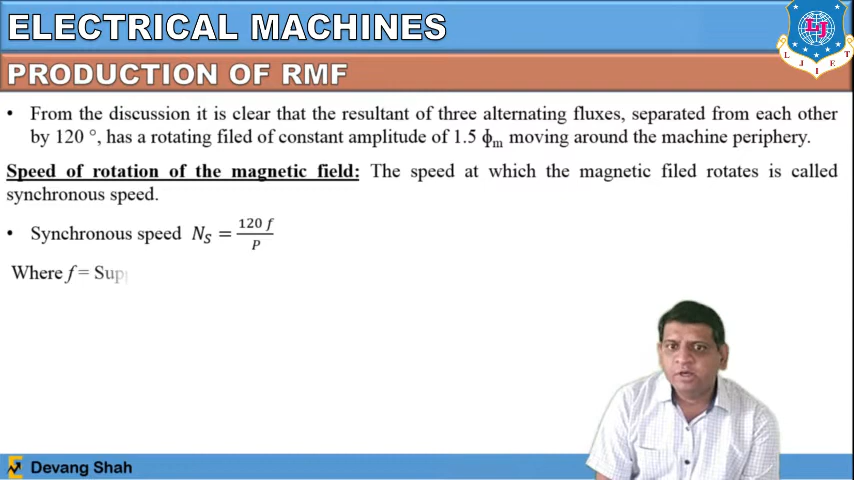 ELECTRICAL MACHINES
LJ
LJIET
PRODUCTION OF RMF
• From the discussion it is clear that the resultant of three alternating fluxes, separated from each other
by 120 °, has a rotating filed of constant amplitude of 1.5 ϕm moving around the machine periphery.
Speed of rotation of the magnetic field: The speed at which the magnetic filed rotates is called
synchronous speed.
• Synchronous speed NS = 120 f / P
Where f = Sup
Devang Shah